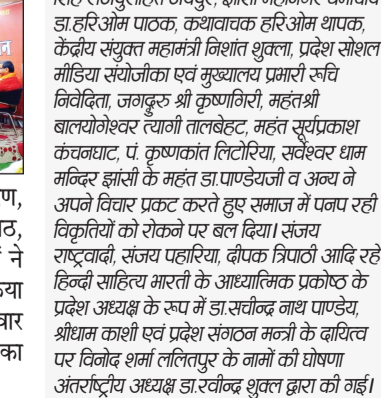 डा.हरिओम पाठक, कथावाचक हरिओम थापक,
केंद्रीय संयुक्त महामंत्री निशांत शुक्ला, प्रदेश सोशल
मीडिया संयोजीका एवं मुख्यालय प्रभारी रूचि
निवेदिता, जगद्गुरु श्री कृष्णगिरी, महंतश्री
बालयोगेश्वर त्यागी तालबेहट, महंत सूर्यप्रकाश
कंचनघाट, पं. कृष्णकांत लिटोरिया, सर्वेश्वर धाम
मन्दिर झांसी के महंत डा.पाण्डेयजी व अन्य ने
अपने विचार प्रकट करते हुए समाज में पनप रही
विकृतियों को रोकने पर बल दिया। संजय
राष्ट्रवादी, संजय पहारिया, दीपक त्रिपाठी आदि रहे
हिन्दी साहित्य भारती के आध्यात्मिक प्रकोष्ठ के
प्रदेश अध्यक्ष के रूप में डा.सचीन्द्र नाथ पाण्डेय,
श्रीधाम काशी एवं प्रदेश संगठन मन्त्री के दायित्व
पर विनोद शर्मा ललितपुर के नामों की घोषणा
अंतर्राष्ट्रीय अध्यक्ष डा.रवीन्द्र शुक्ल द्वारा की गई।
ने
का